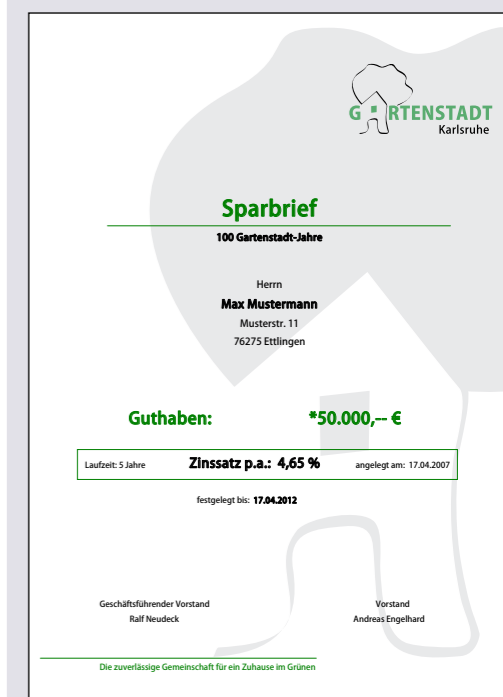 GARTENSTADT
Karlsruhe
Sparbrief
100 Gartenstadt-Jahre
Herrn
Max Mustermann
Musterstr. 11
76275 Ettlingen
Guthaben: *50.000,-- €
Laufzeit: 5 Jahre Zinssatz p.a.: 4,65 % angelegt am: 17.04.2007
festgelegt bis: 17.04.2012
Geschäftsführender Vorstand Vorstand
Ralf Neudeck Andreas Engelhard
Die zuverlässige Gemeinschaft für ein Zuhause im Grünen